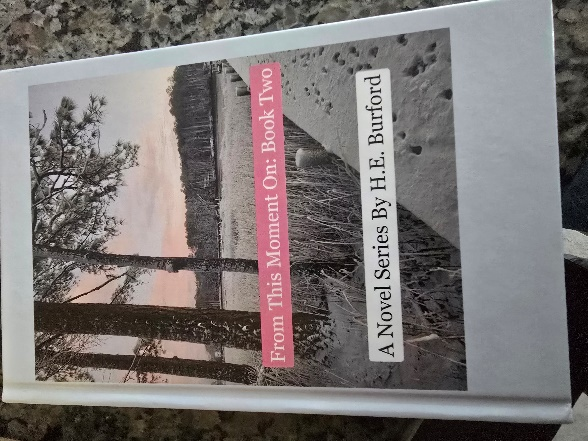 From This Moment On: Book Two
A Novel Series By H.E. Burford